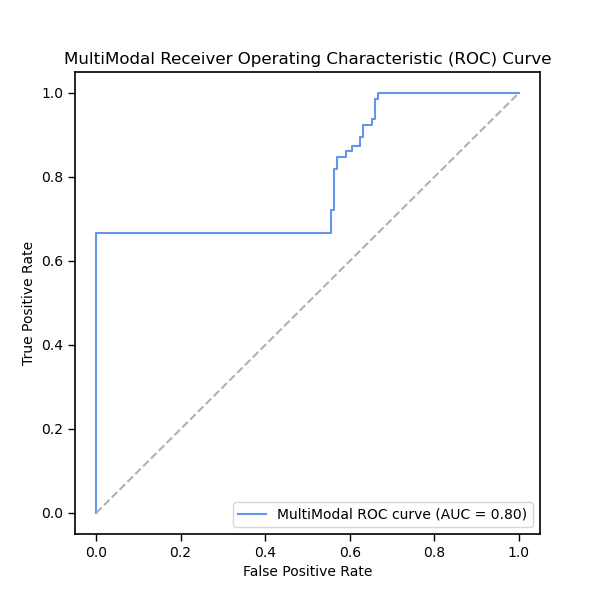 MultiModal Receiver Operating Characteristic (ROC) Curve
True Positive Rate
1.0
0.8
0.6
0.4
0.2
0.0
MultiModal ROC curve (AUC = 0.80)
0.0 0.2 0.4 0.6 0.8 1.0
False Positive Rate